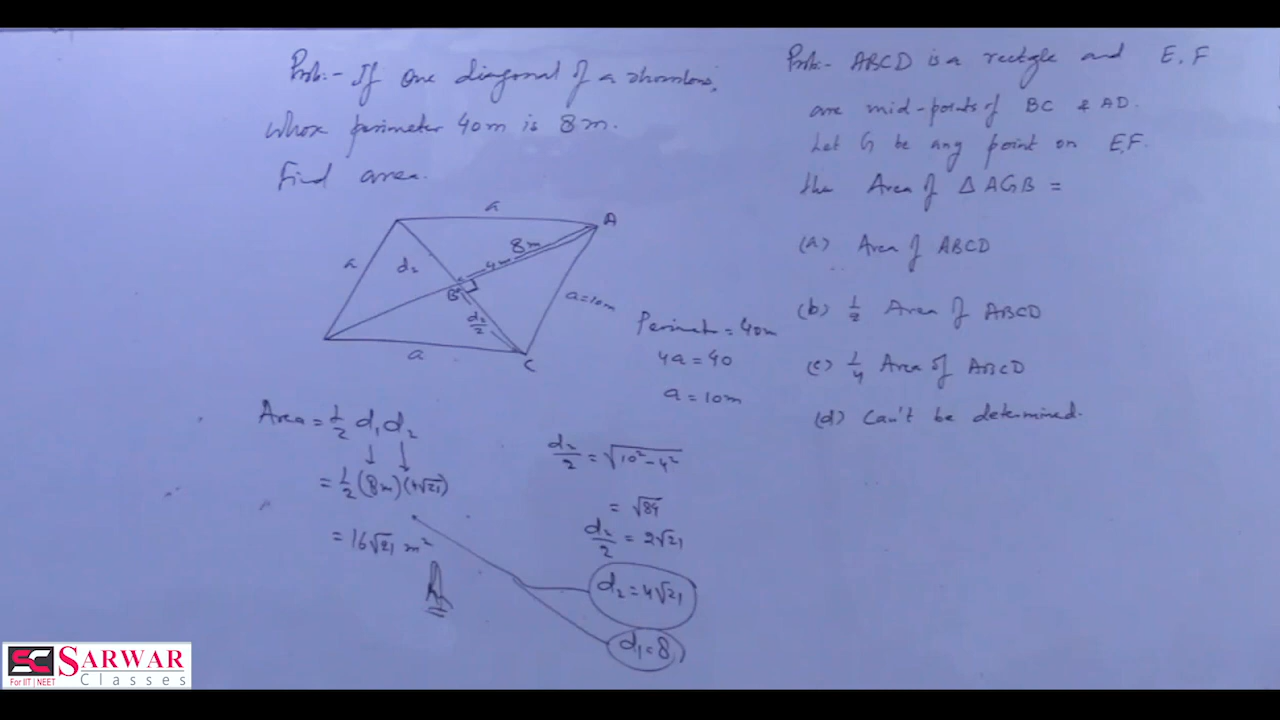 Prob:- If one diagonal of a rhombus,
whose perimeter 40m is 8m.
Find area.
a
A
a
d₂
8m
4m
B
d₂/2
a=10m
a
C
Perimeter = 40m
4a = 40
a = 10m
Area = 1/2 d₁ d₂
= 1/2 (8m) (4√21)
= 16√21 m²
d₂/2 = √10²-4²
= √84
d₂/2 = 2√21
d₂ = 4√21
d₁ = 8
Prob:- ABCD is a rectgle and E, F
are mid-points of BC & AD.
Let G be any point on EF.
the Area of Δ AGB =
(a) Area of ABCD
(b) 1/2 Area of ABCD
(c) 1/4 Area of ABCD
(d) Can't be determined.
SC SARWAR
For IIT | NEET Classes